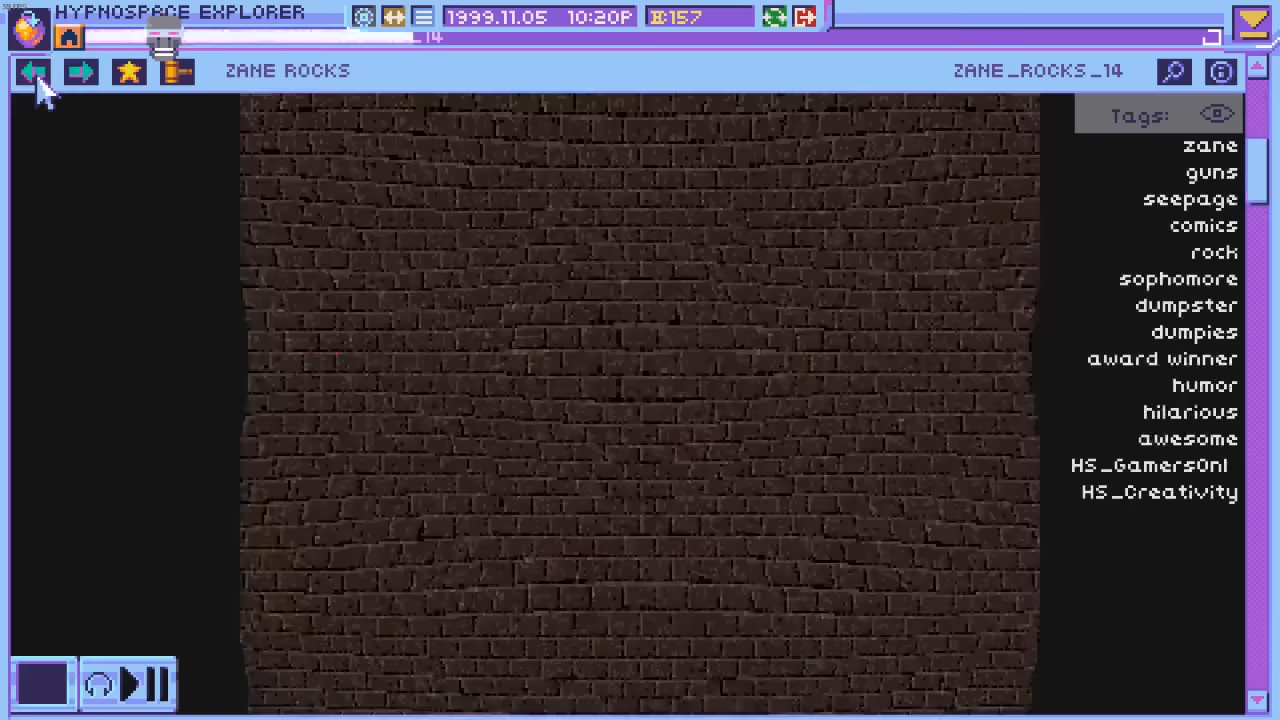 HYPNOSPACE EXPLORER
1999.11.05 10:20P
:157
_14
ZANE ROCKS
ZANE_ROCKS_14
Tags:
zane
guns
seepage
comics
rock
sophomore
dumpster
dumpies
award winner
humor
hilarious
awesome
HS_GamersOnl
HS_Creativity